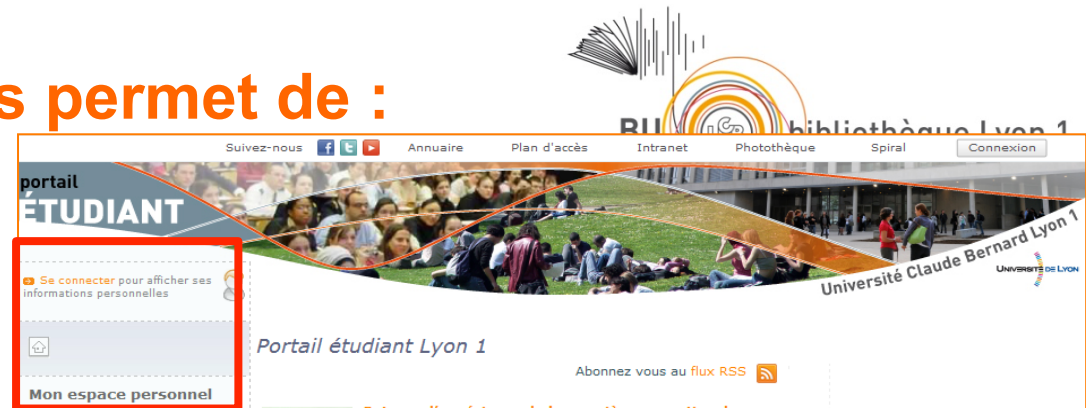 s permet de :
bibliothèque Lyon 1
Suivez-nous Annuaire Plan d'accès Intranet Photothèque Spiral Connexion
portail
ÉTUDIANT
Université Claude Bernard Lyon 1
UNIVERSITÉ DE LYON
Se connecter pour afficher ses
informations personnelles
Portail étudiant Lyon 1
Abonnez vous au flux RSS
Mon espace personnel